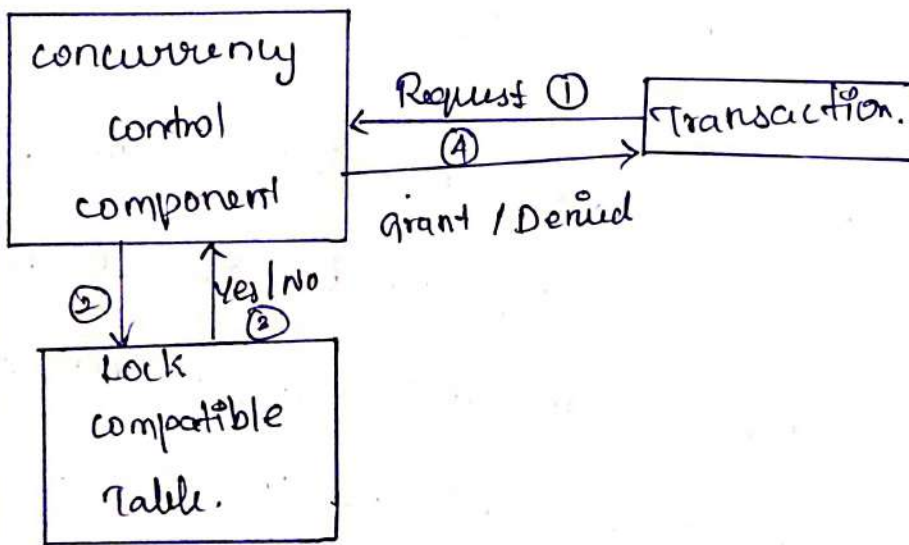 Concurrency
control
component
Request ①
Transaction.
④
Grant / Denied
②
Yes/No
③
Lock
compatible
Table.